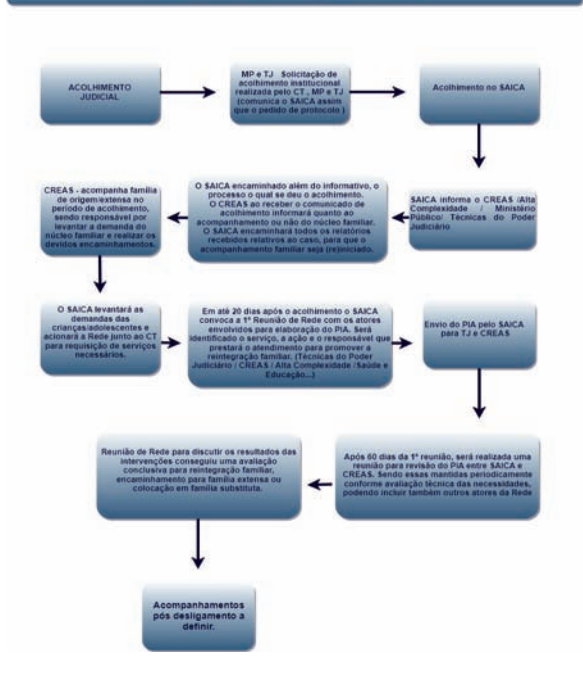 ACOLHIMENTO
JUDICIAL
MP e TJ Solicitação de
acolhimento institucional
realizada pelo CT , MP e TJ
(comunica o SAICA assim
que o pedido de protocolo )
Acolhimento no SAICA
SAICA informa o CREAS /Alta
Complexidade / Ministério
Público/ Técnicas do Poder
Judiciário
O SAICA encaminhado além do informativo, o
processo o qual se deu o acolhimento.
O CREAS ao receber o comunicado de
acolhimento informará quanto ao
acompanhamento ou não do núcleo familiar.
O SAICA encaminhará todos os relatórios
recebidos relativos ao caso, para que o
acompanhamento familiar seja (re)iniciado.
CREAS - acompanha família
de origem/extensa no
período de acolhimento,
sendo responsável por
levantar a demanda do
núcleo familiar e realizar os
devidos encaminhamentos.
O SAICA levantará as
demandas das
crianças/adolescentes e
acionará a Rede junto ao CT
para requisição de serviços
necessários.
Em até 20 dias após o acolhimento o SAICA
convoca a 1ª Reunião de Rede com os atores
envolvidos para elaboração do PIA. Será
identificado o serviço, a ação e o responsável que
prestará o atendimento para promover a
reintegração familiar. (Técnicas do Poder
Judiciário / CREAS / Alta Complexidade /Saúde e
Educação...)
Envio do PIA pelo SAICA
para TJ e CREAS
Após 60 dias da 1ª reunião, será realizada uma
reunião para revisão do PIA entre SAICA e
CREAS. Sendo essas mantidas periodicamente
conforme avaliação técnica das necessidades,
podendo incluir também outros atores da Rede
Reunião de Rede para discutir os resultados das
intervenções conseguiu uma avaliação
conclusiva para reintegração familiar,
encaminhamento para família extensa ou
colocação em família substituta.
Acompanhamentos
pós desligamento a
definir.